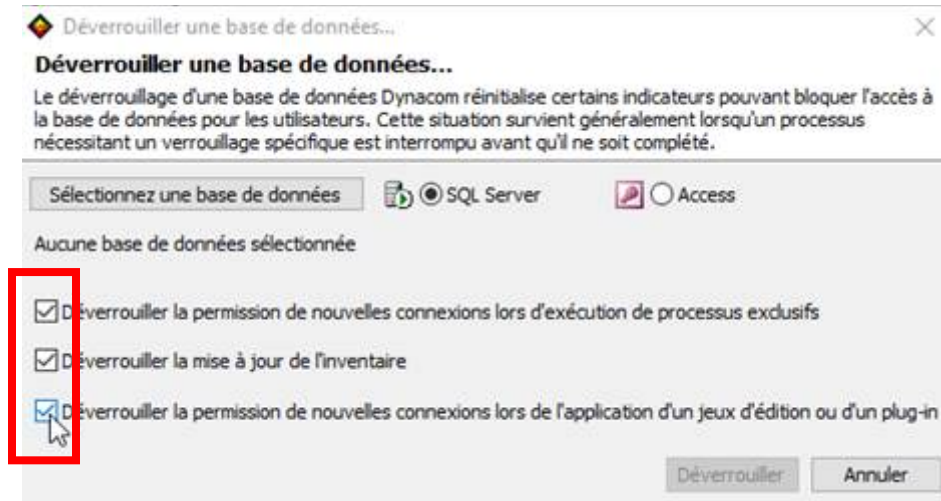 Déverrouiller une base de données...
Déverrouiller une base de données...
Le déverrouillage d'une base de données Dynacom réinitialise certains indicateurs pouvant bloquer l'accès à
la base de données pour les utilisateurs. Cette situation survient généralement lorsqu'un processus
nécessitant un verrouillage spécifique est interrompu avant qu'il ne soit complété.
Sélectionnez une base de données SQL Server Access
Aucune base de données sélectionnée
Déverrouiller la permission de nouvelles connexions lors d'exécution de processus exclusifs
Déverrouiller la mise à jour de l'inventaire
Déverrouiller la permission de nouvelles connexions lors de l'application d'un jeux d'édition ou d'un plug-in
Déverrouiller Annuler